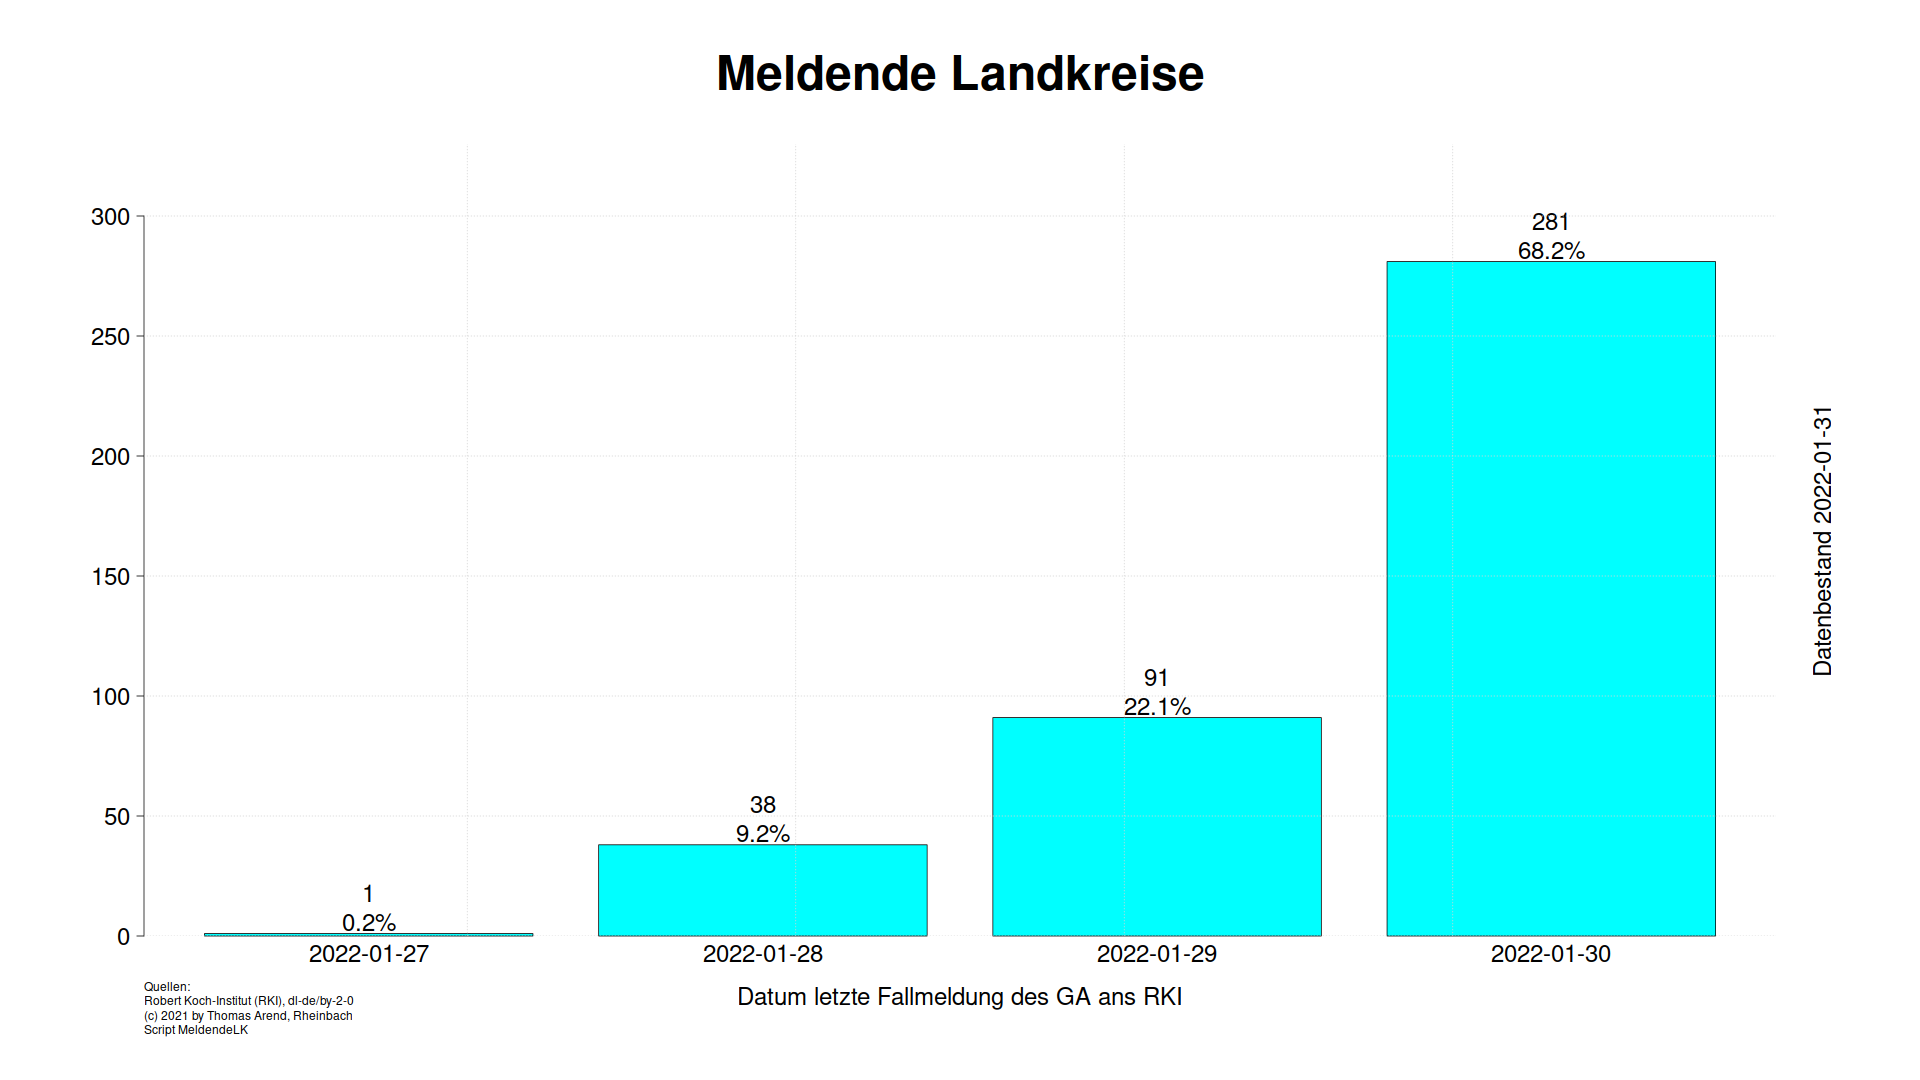 Meldende Landkreise
300
250
200
150
100
50
0
1
0.2%
38
9.2%
91
22.1%
281
68.2%
2022-01-27
2022-01-28
2022-01-29
2022-01-30
Datum letzte Fallmeldung des GA ans RKI
Datenbestand 2022-01-31
Quellen:
Robert Koch-Institut (RKI), dl-de/by-2-0
(c) 2021 by Thomas Arend, Rheinbach
Script MeldendeLK